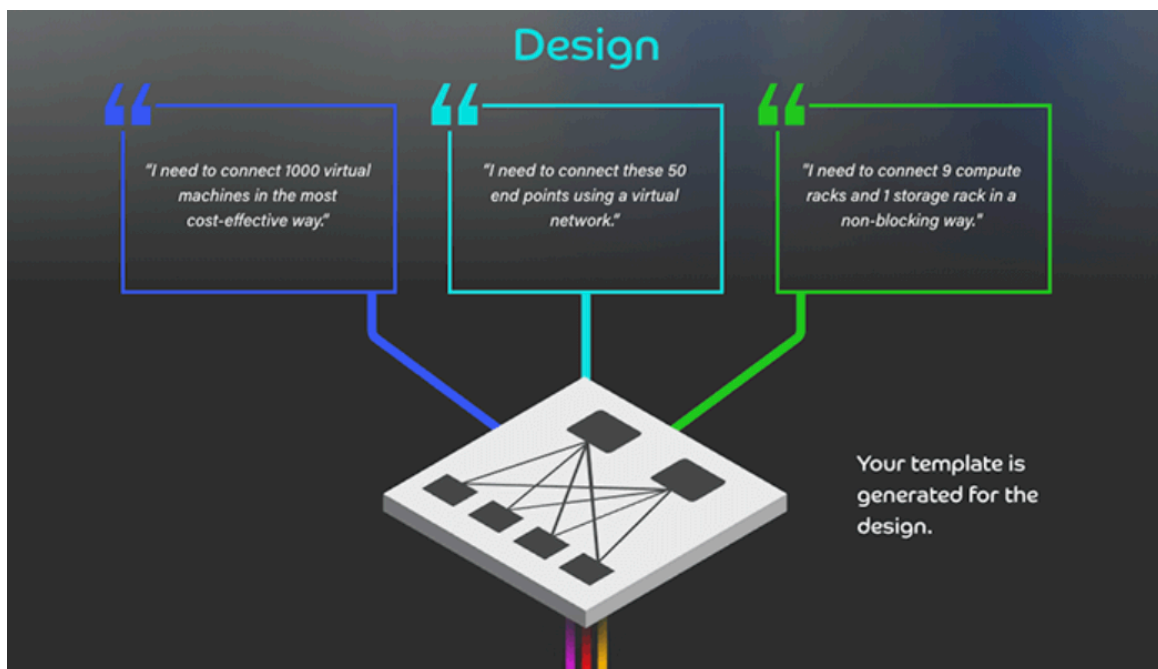 Design
"I need to connect 1000 virtual
machines in the most
cost-effective way."
"I need to connect these 50
end points using a virtual
network."
"I need to connect 9 compute
racks and 1 storage rack in a
non-blocking way."
Your template is
generated for the
design.